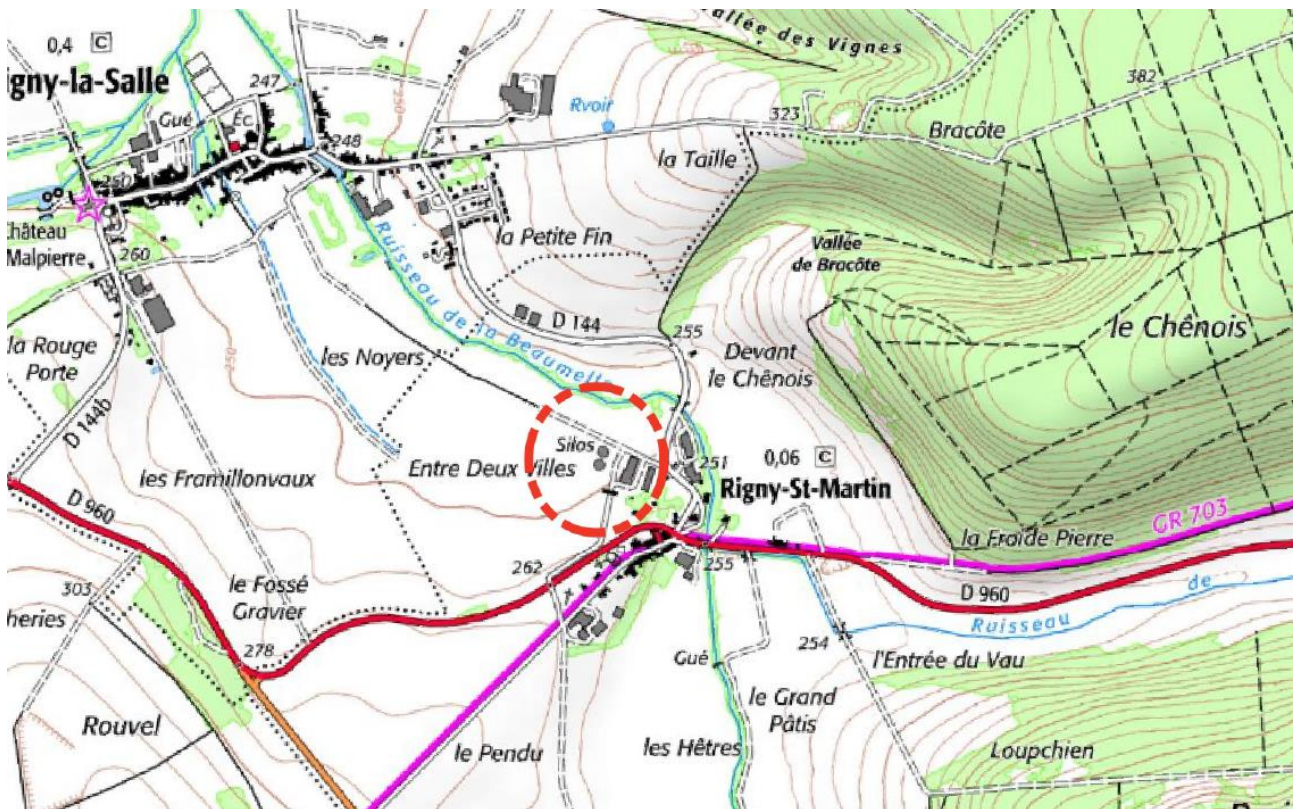 Vallée des Vignes
0,4 C
igny-la-Salle
247
Gué
Éc.
248
350
Rvoir
323
382
Bracôte
la Taille
250
Château
Malpierre
260
la Petite Fin
Vallée
de Bracôte
Ruisseau de la Beaumelle
D 144
255
le Chênois
la Rouge
Porte
les Noyers
250
Devant
le Chênois
D 144b
Silos
Entre Deux Villes
251
0,06 C
Rigny-St-Martin
les Framillonvaux
D 960
GR 703
la Froide Pierre
262
255
D 960
303
heries
le Fossé
Gravier
Ruisseau de
278
254
Gué
l'Entrée du Vau
le Grand
Pâtis
Rouvel
le Pendu
les Hêtres
Loupchien